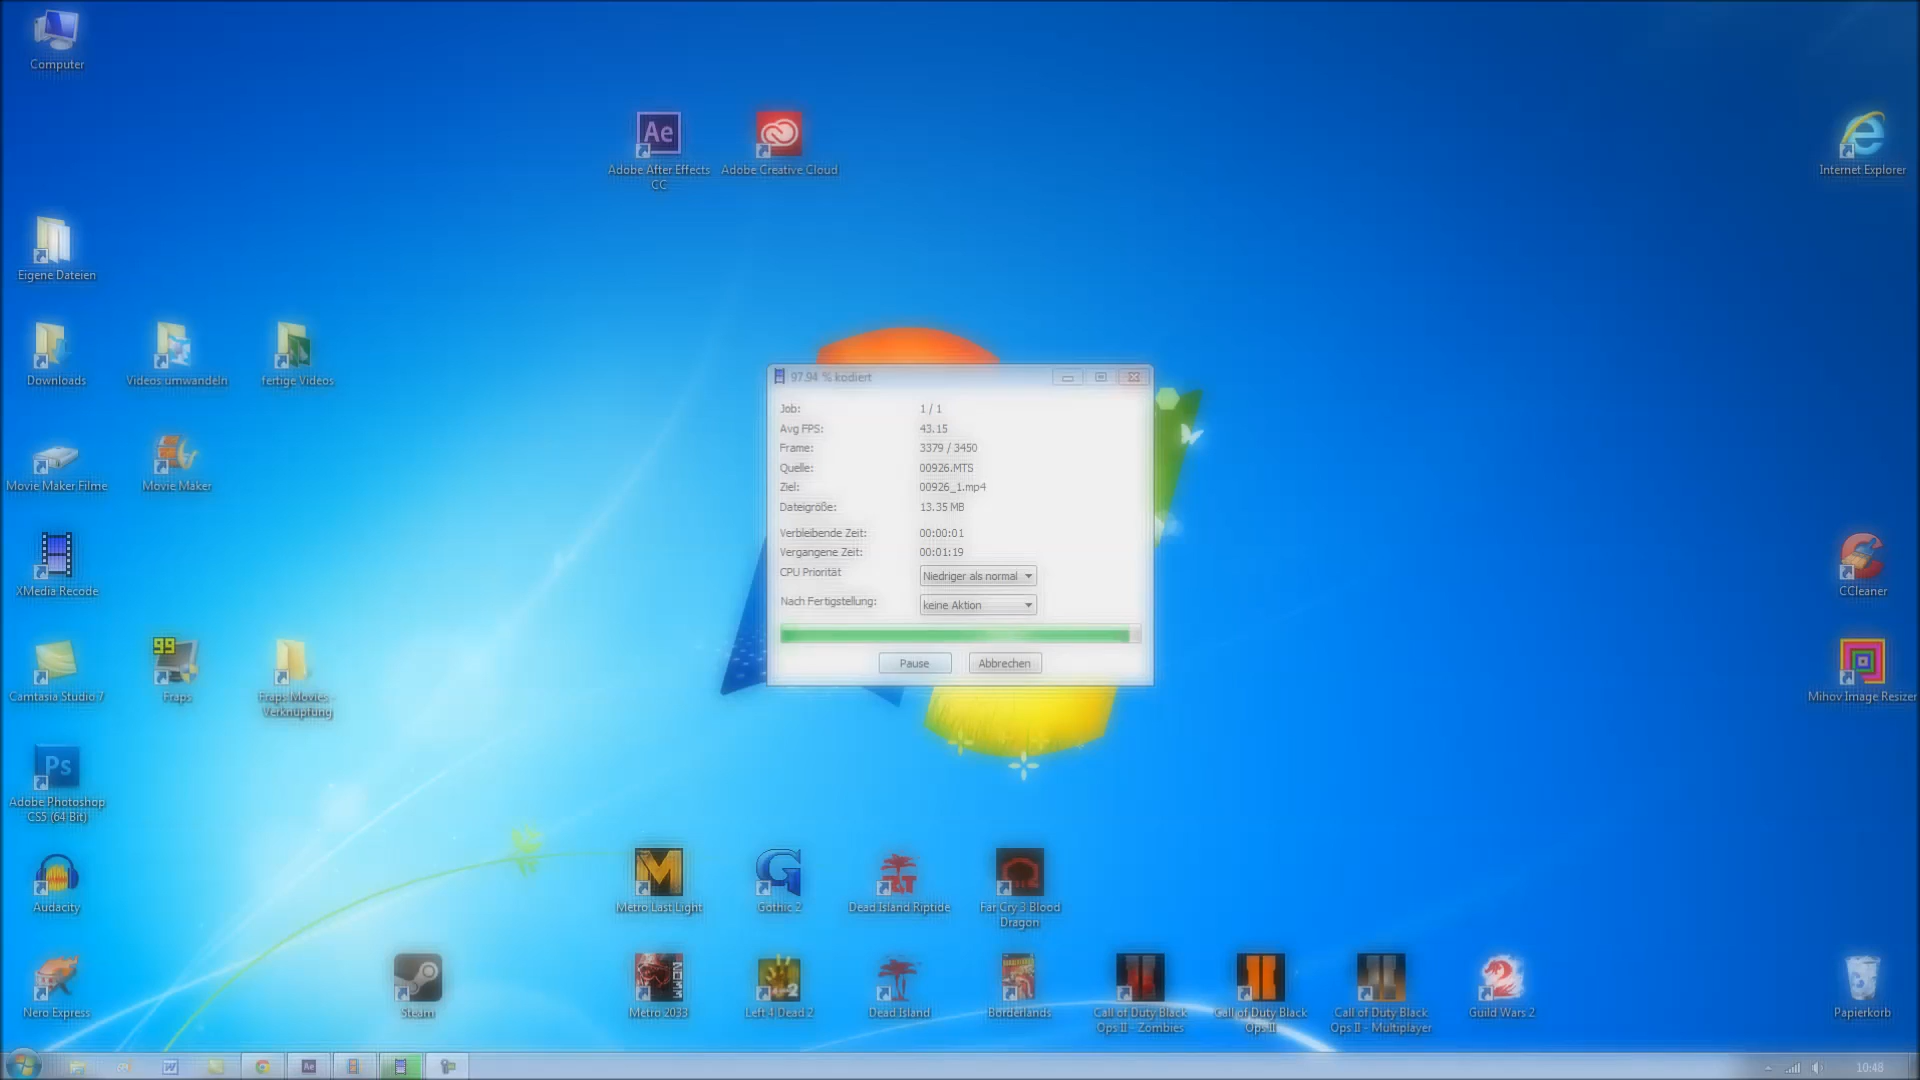 Computer
Ae
Adobe After Effects
CC
Adobe Creative Cloud
Internet Explorer
Eigene Dateien
Downloads
Videos umwandeln
fertige Videos
97.94 % kodiert
Job: 1 / 1
Avg FPS: 43.15
Frame: 3379 / 3450
Quelle: 00926.MTS
Ziel: 00926_1.mp4
Dateigröße: 13.35 MB
Verbleibende Zeit: 00:00:01
Vergangene Zeit: 00:01:19
CPU Priorität Niedriger als normal
Nach Fertigstellung: keine Aktion
Pause Abbrechen
Movie Maker Filme
Movie Maker
XMedia Recode
CCleaner
99
Camtasia Studio 7
Fraps
Fraps Movies -
Verknüpfung
Mihov Image Resizer
Ps
Adobe Photoshop
CS5 (64 Bit)
Audacity
Metro Last Light
Gothic 2
Dead Island Riptide
Far Cry 3 Blood
Dragon
Nero Express
Steam
Metro 2033
Left 4 Dead 2
Dead Island
Borderlands
Call of Duty Black
Ops II - Zombies
Call of Duty Black
Ops II
Call of Duty Black
Ops II - Multiplayer
Guild Wars 2
Papierkorb
10:48